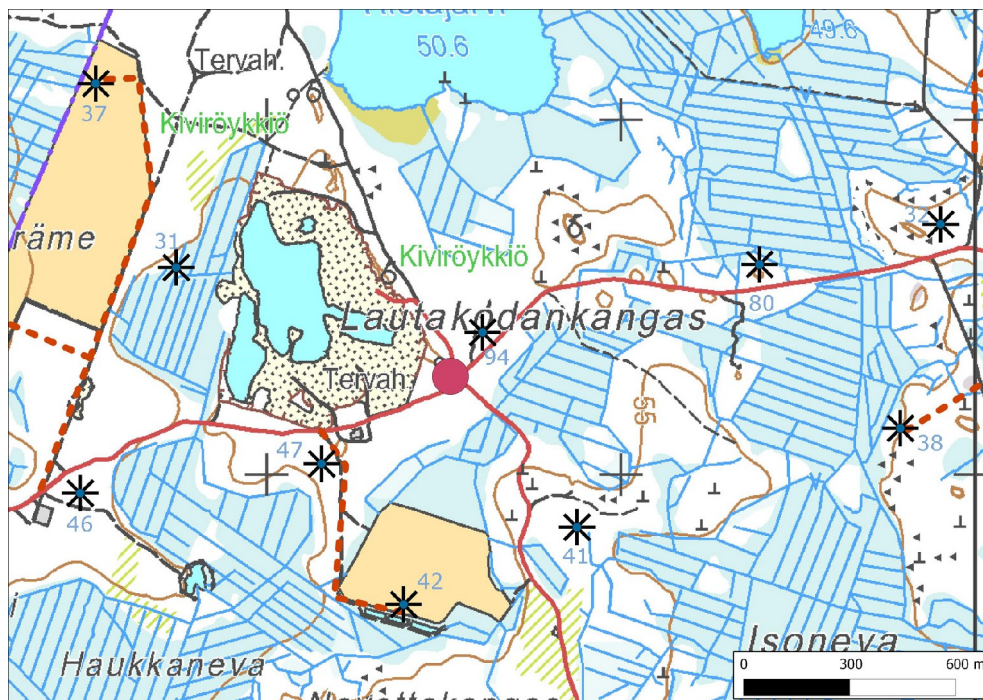 50.6
49.6
Tervah.
37
Kiviröykkiö
räme
31
32
Kiviröykkiö
80
Lautakodankangas
94
Tervah.
55
38
47
46
41
42
Isoneva
Haukkaneva
0 300 600 m